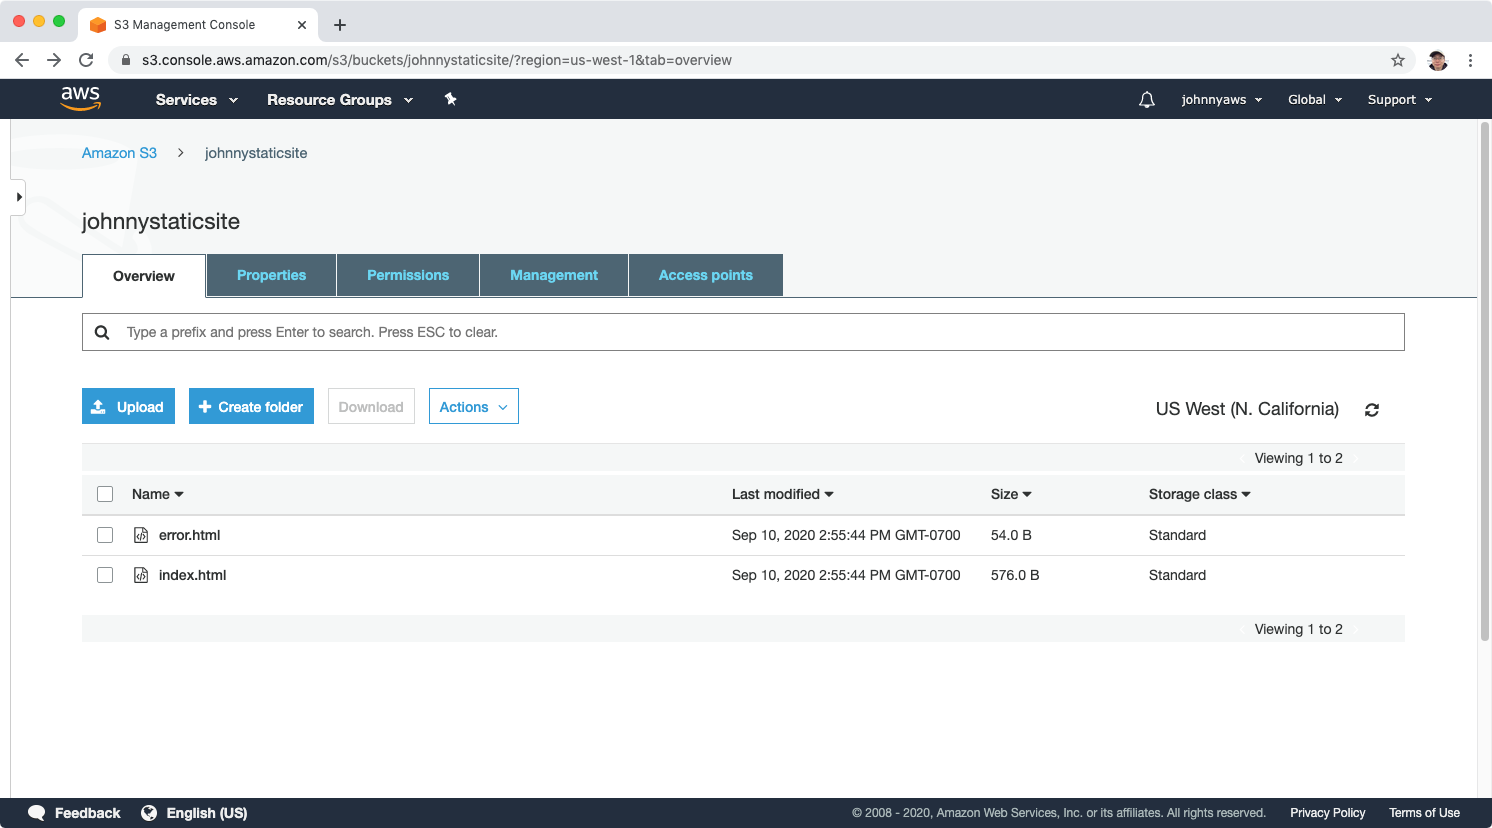 S3 Management Console
s3.console.aws.amazon.com/s3/buckets/johnnystaticsite/?region=us-west-1&tab=overview
aws Services Resource Groups johnnyaws Global Support
Amazon S3 > johnnystaticsite
johnnystaticsite
Overview Properties Permissions Management Access points
Type a prefix and press Enter to search. Press ESC to clear.
Upload + Create folder Download Actions US West (N. California)
Viewing 1 to 2
Name Last modified Size Storage class
error.html Sep 10, 2020 2:55:44 PM GMT-0700 54.0 B Standard
index.html Sep 10, 2020 2:55:44 PM GMT-0700 576.0 B Standard
Viewing 1 to 2
Feedback English (US) © 2008 - 2020, Amazon Web Services, Inc. or its affiliates. All rights reserved. Privacy Policy Terms of Use